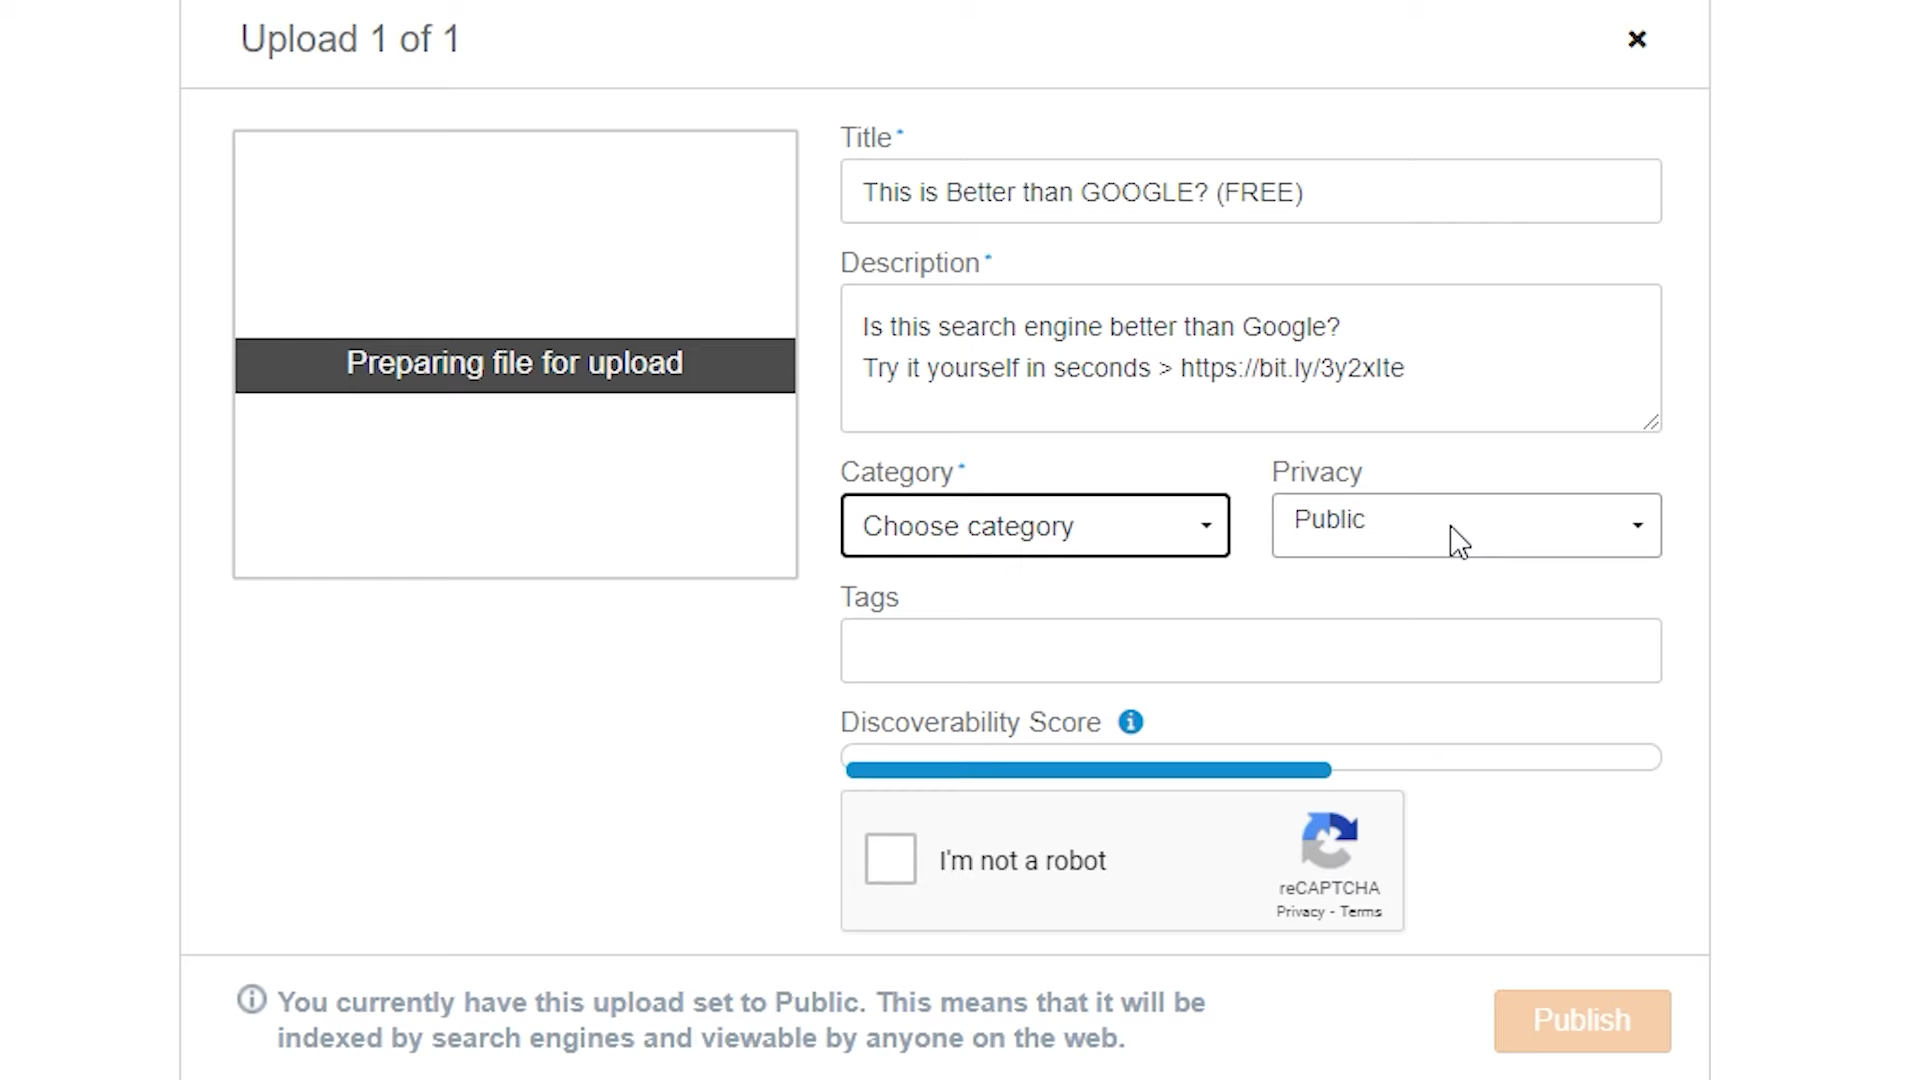 Upload 1 of 1
Title*
This is Better than GOOGLE? (FREE)
Description*
Is this search engine better than Google?
Try it yourself in seconds > https://bit.ly/3y2xIte
Preparing file for upload
Category*
Privacy
Choose category
Public
Tags
Discoverability Score
I'm not a robot
reCAPTCHA
Privacy - Terms
You currently have this upload set to Public. This means that it will be
indexed by search engines and viewable by anyone on the web.
Publish